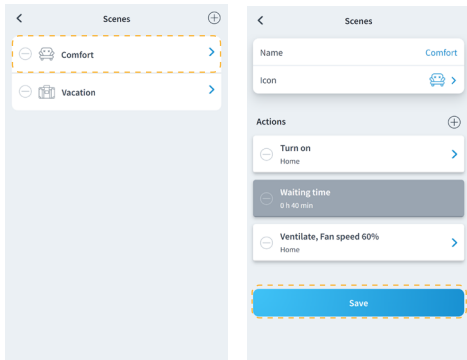 Scenes
Comfort
Vacation
Scenes
Name Comfort
Icon
Actions
Turn on
Home
Waiting time
0 h 40 min
Ventilate, Fan speed 60%
Home
Save